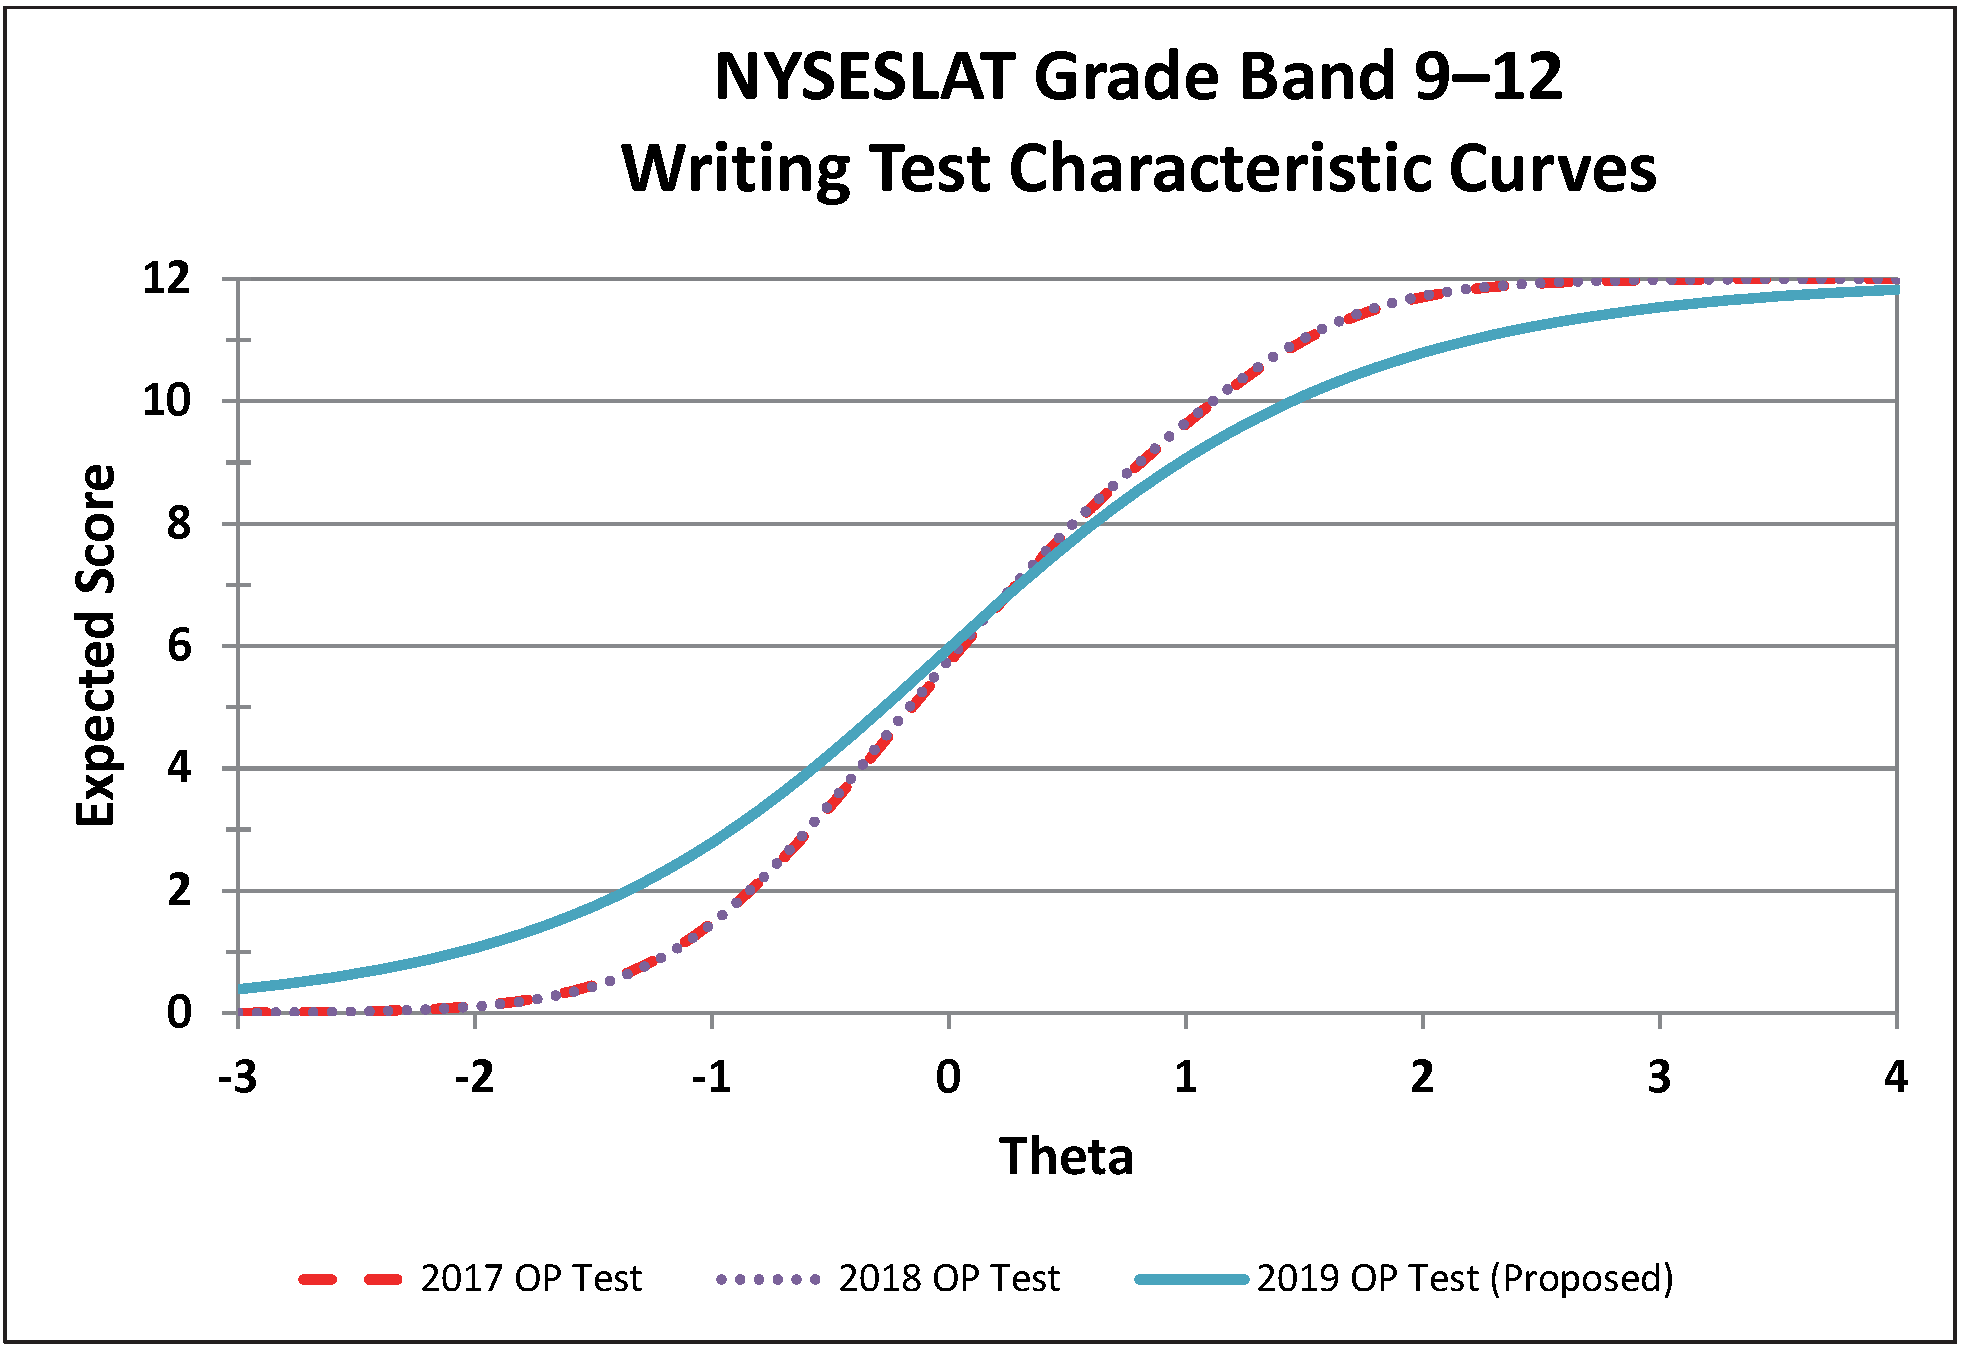 NYSESLAT Grade Band 9–12
Writing Test Characteristic Curves
12
10
8
6
4
2
0
Expected Score
-3 -2 -1 0 1 2 3 4
Theta
2017 OP Test 2018 OP Test 2019 OP Test (Proposed)